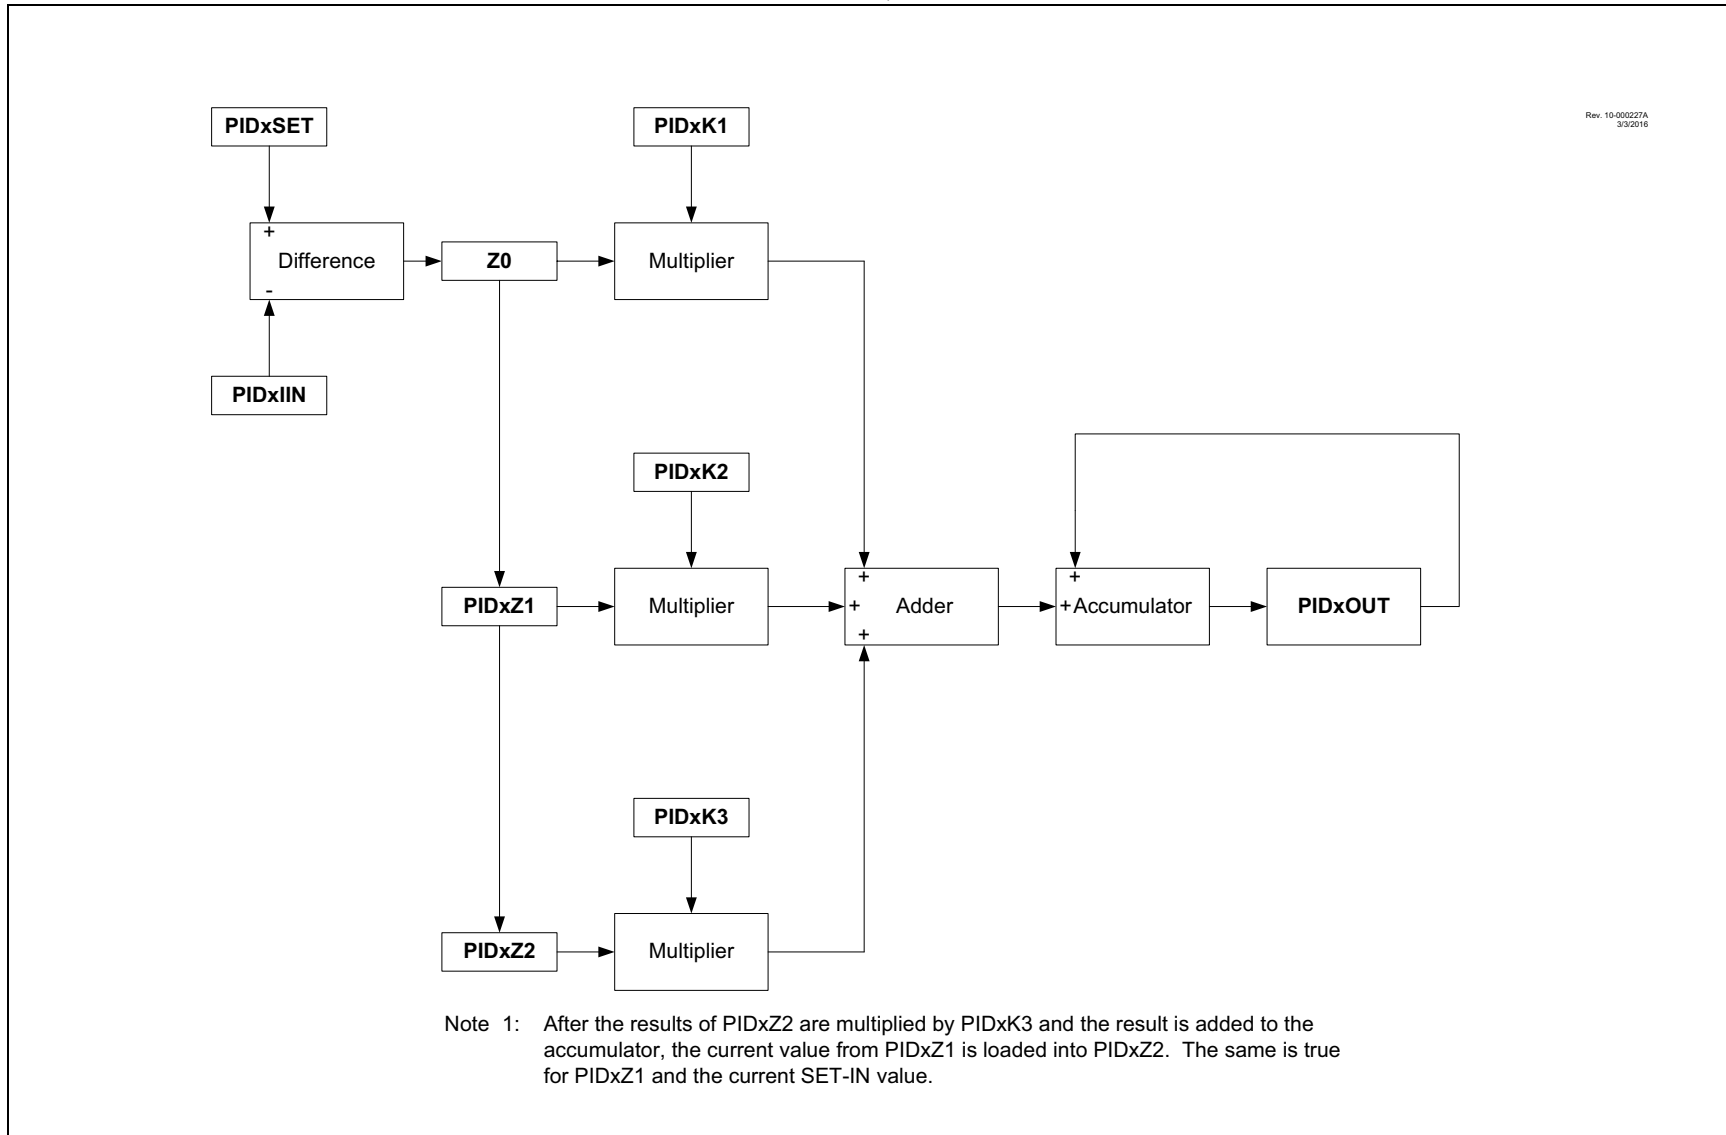 Rev. 10-000227A
3/3/2016
PIDxSET
PIDxK1
+
Difference
-
Z0
Multiplier
PIDxIIN
PIDxK2
PIDxZ1
Multiplier
+
+
+
Adder
+
+
Accumulator
PIDxOUT
PIDxK3
PIDxZ2
Multiplier
Note 1: After the results of PIDxZ2 are multiplied by PIDxK3 and the result is added to the
accumulator, the current value from PIDxZ1 is loaded into PIDxZ2. The same is true
for PIDxZ1 and the current SET-IN value.